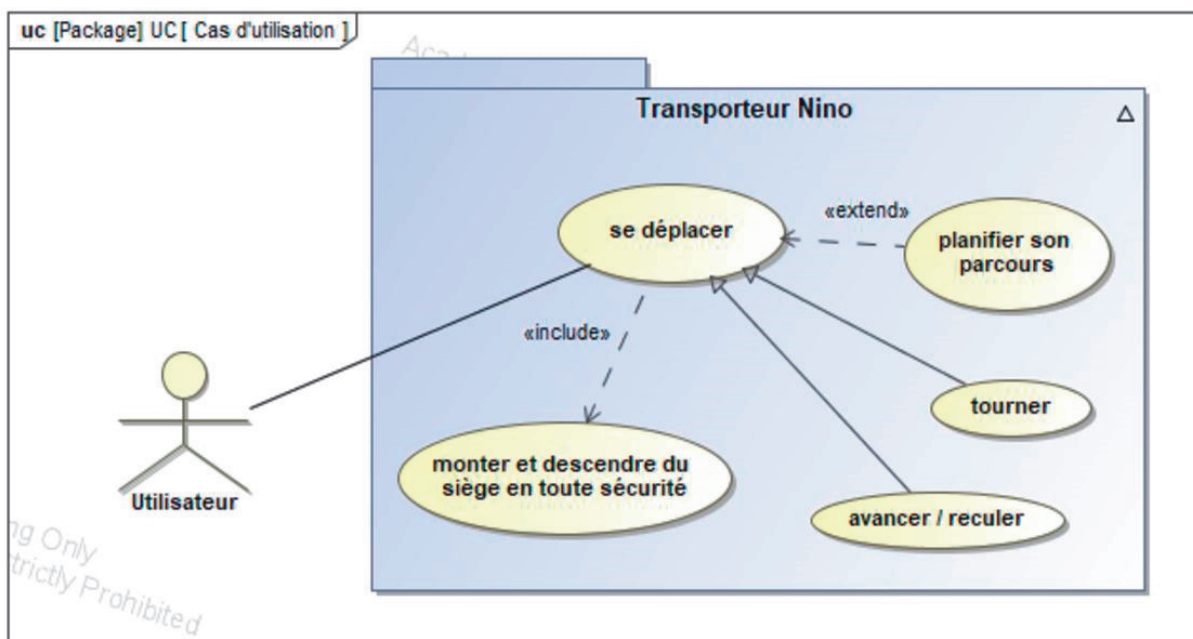 uc [Package] UC [ Cas d'utilisation ]
Transporteur Nino
se déplacer
«extend»
planifier son
parcours
«include»
tourner
monter et descendre du
siège en toute sécurité
avancer / reculer
Utilisateur
ng Only
trictly Prohibited